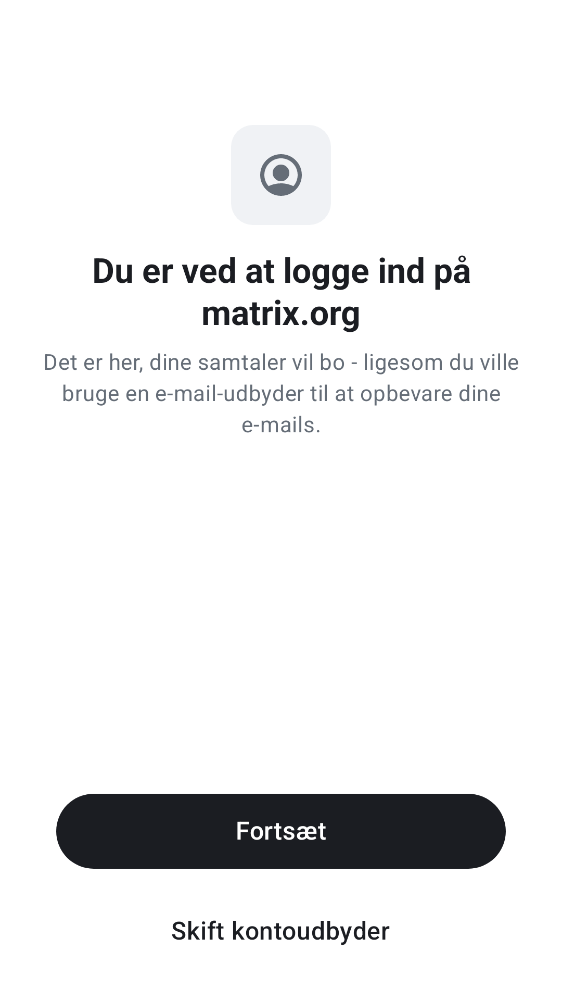 Du er ved at logge ind på
matrix.org
Det er her, dine samtaler vil bo - ligesom du ville
bruge en e-mail-udbyder til at opbevare dine
e-mails.
Fortsæt
Skift kontoudbyder